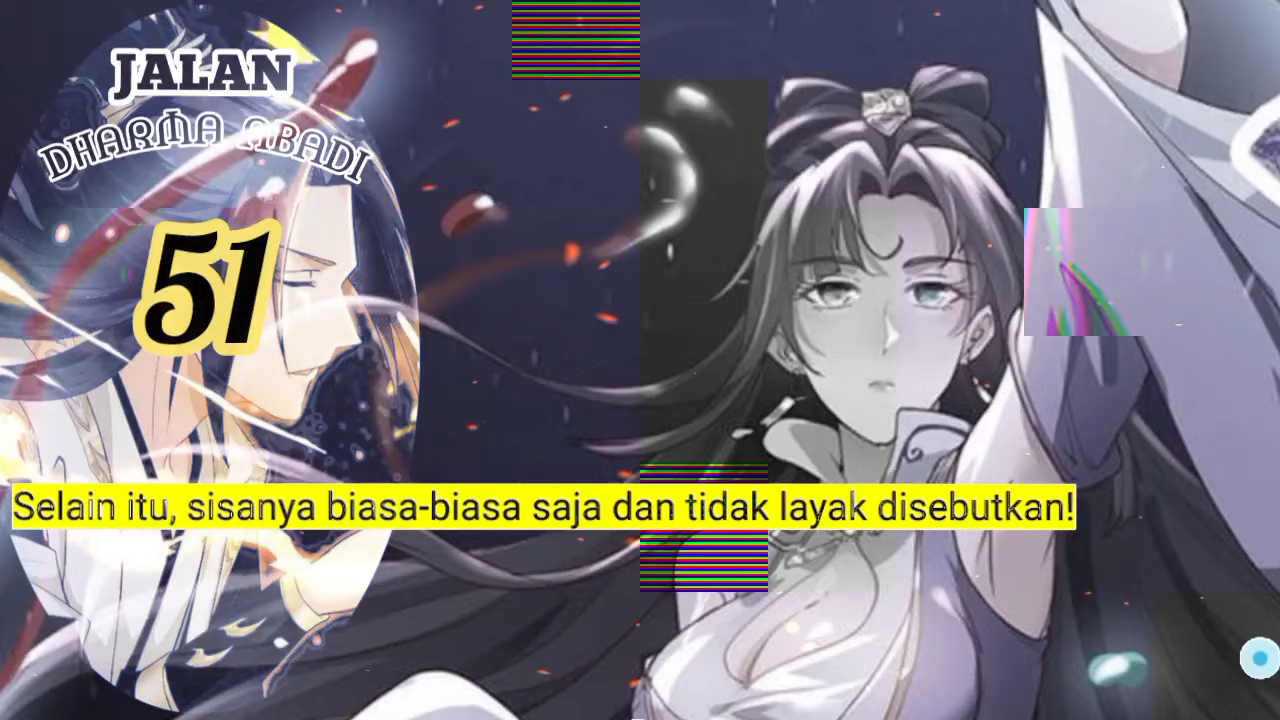 JALAN
DHARMA ABADI
51
Selain itu, sisanya biasa-biasa saja dan tidak layak disebutkan!